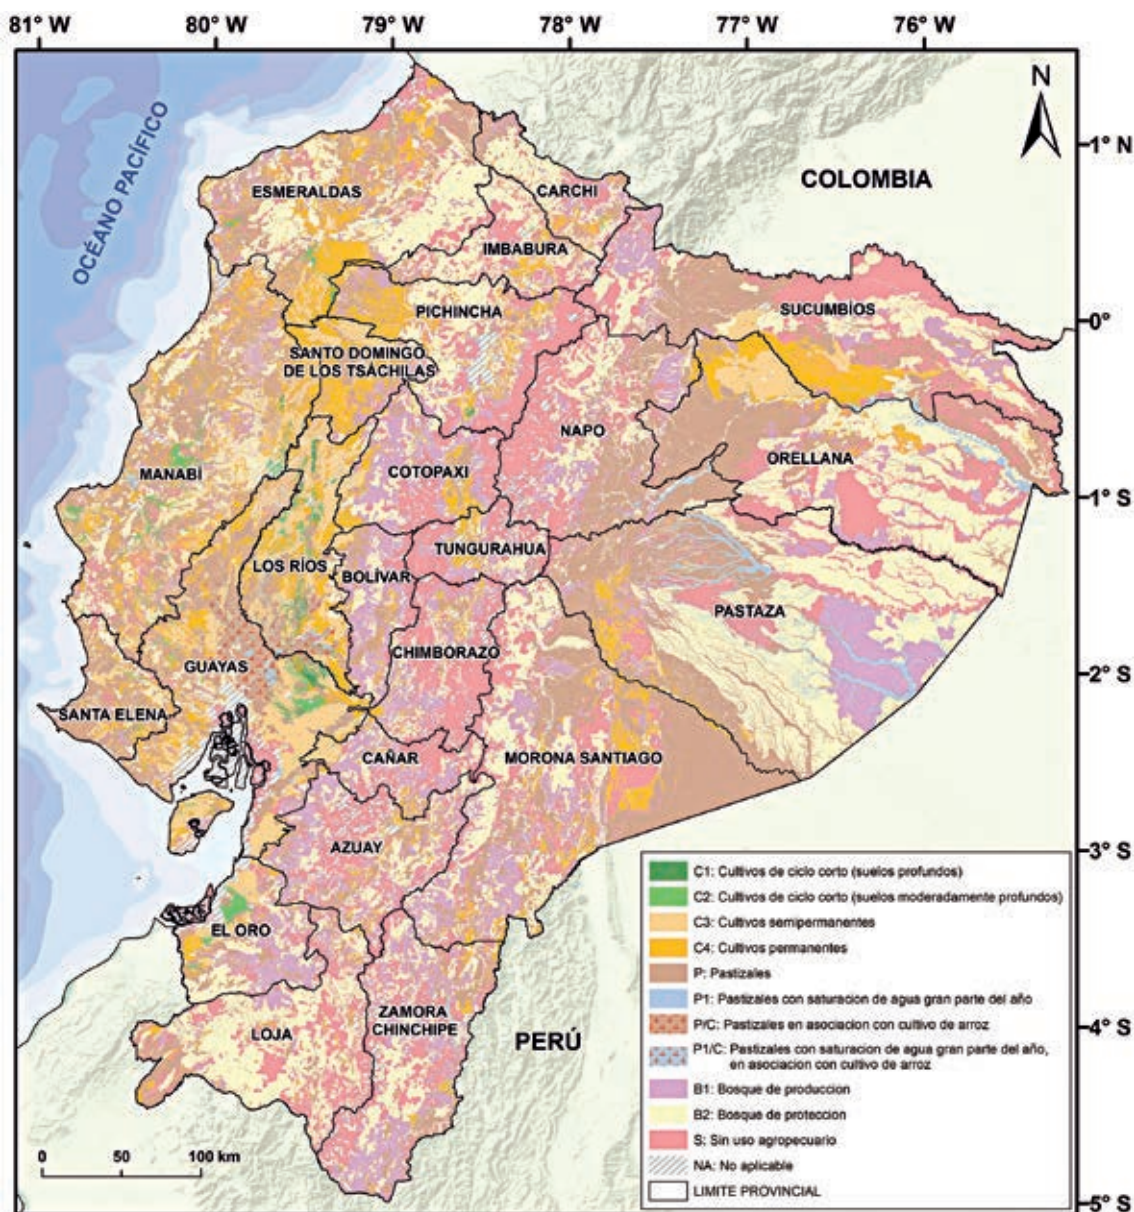 81° W
80° W
79° W
78° W
77° W
76° W
N
1° N
0°
1° S
2° S
3° S
4° S
5° S
OCÉANO PACÍFICO
COLOMBIA
PERÚ
ESMERALDAS
CARCHI
IMBABURA
SUCUMBÍOS
PICHINCHA
SANTO DOMINGO
DE LOS TSÁCHILAS
NAPO
MANABÍ
COTOPAXI
ORELLANA
TUNGURAHUA
LOS RÍOS
BOLÍVAR
PASTAZA
CHIMBORAZO
GUAYAS
SANTA ELENA
CAÑAR
MORONA SANTIAGO
AZUAY
EL ORO
LOJA
ZAMORA
CHINCHIPE
0 50 100 km
C1: Cultivos de ciclo corto (suelos profundos)
C2: Cultivos de ciclo corto (suelos moderadamente profundos)
C3: Cultivos semipermanentes
C4: Cultivos permanentes
P: Pastizales
P1: Pastizales con saturacion de agua gran parte del año
P/C: Pastizales en asociacion con cultivo de arroz
P1/C: Pastizales con saturacion de agua gran parte del año,
en asociacion con cultivo de arroz
B1: Bosque de produccion
B2: Bosque de proteccion
S: Sin uso agropecuario
NA: No aplicable
LIMITE PROVINCIAL